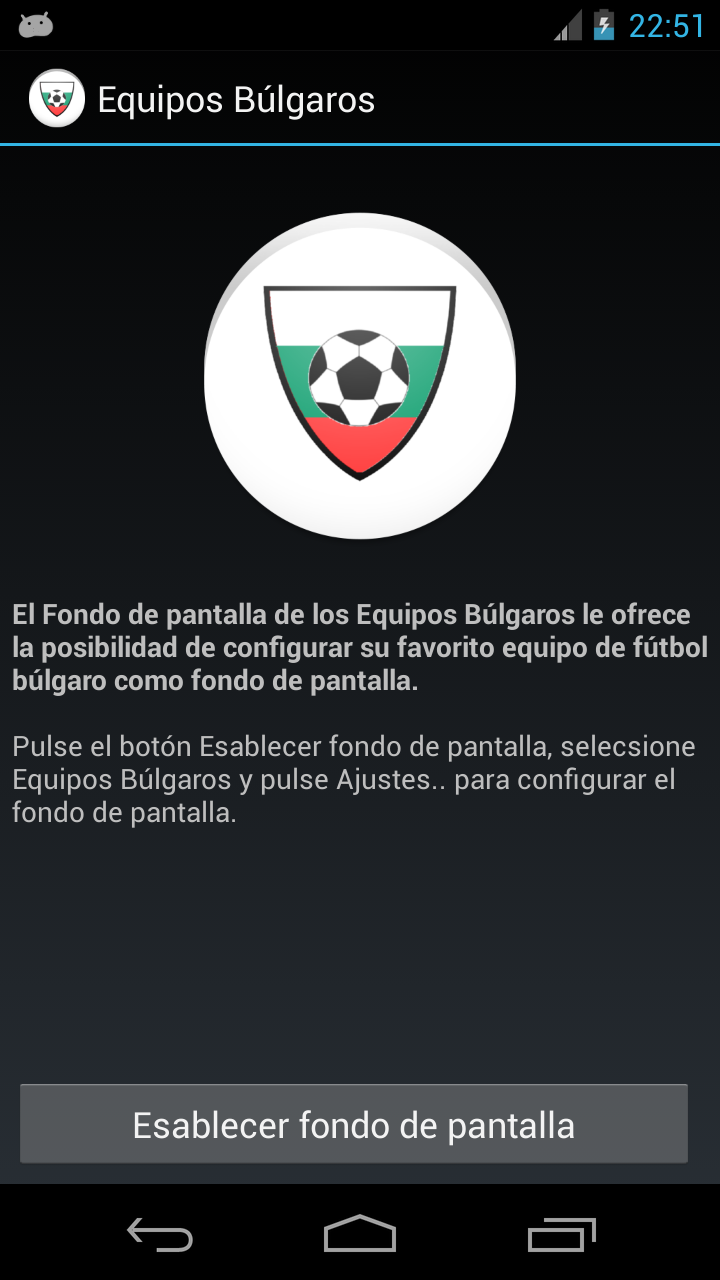 22:51
Equipos Búlgaros
El Fondo de pantalla de los Equipos Búlgaros le ofrece
la posibilidad de configurar su favorito equipo de fútbol
búlgaro como fondo de pantalla.
Pulse el botón Esablecer fondo de pantalla, selecsione
Equipos Búlgaros y pulse Ajustes.. para configurar el
fondo de pantalla.
Esablecer fondo de pantalla